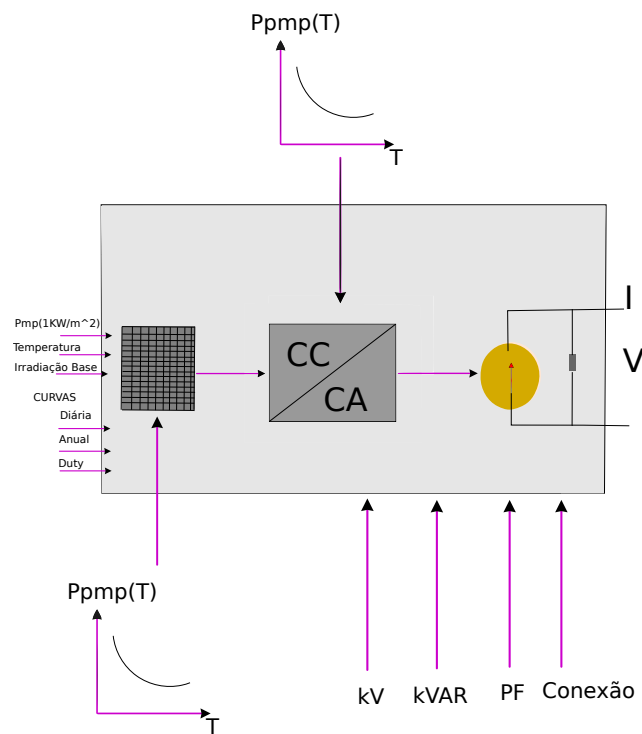 Ppmp(T)
T
Pmp(1KW/m^2)
Temperatura
Irradiação Base
CURVAS
Diária
Anual
Duty
CC
CA
I
V
Ppmp(T)
T
kV
kVAR
PF
Conexão